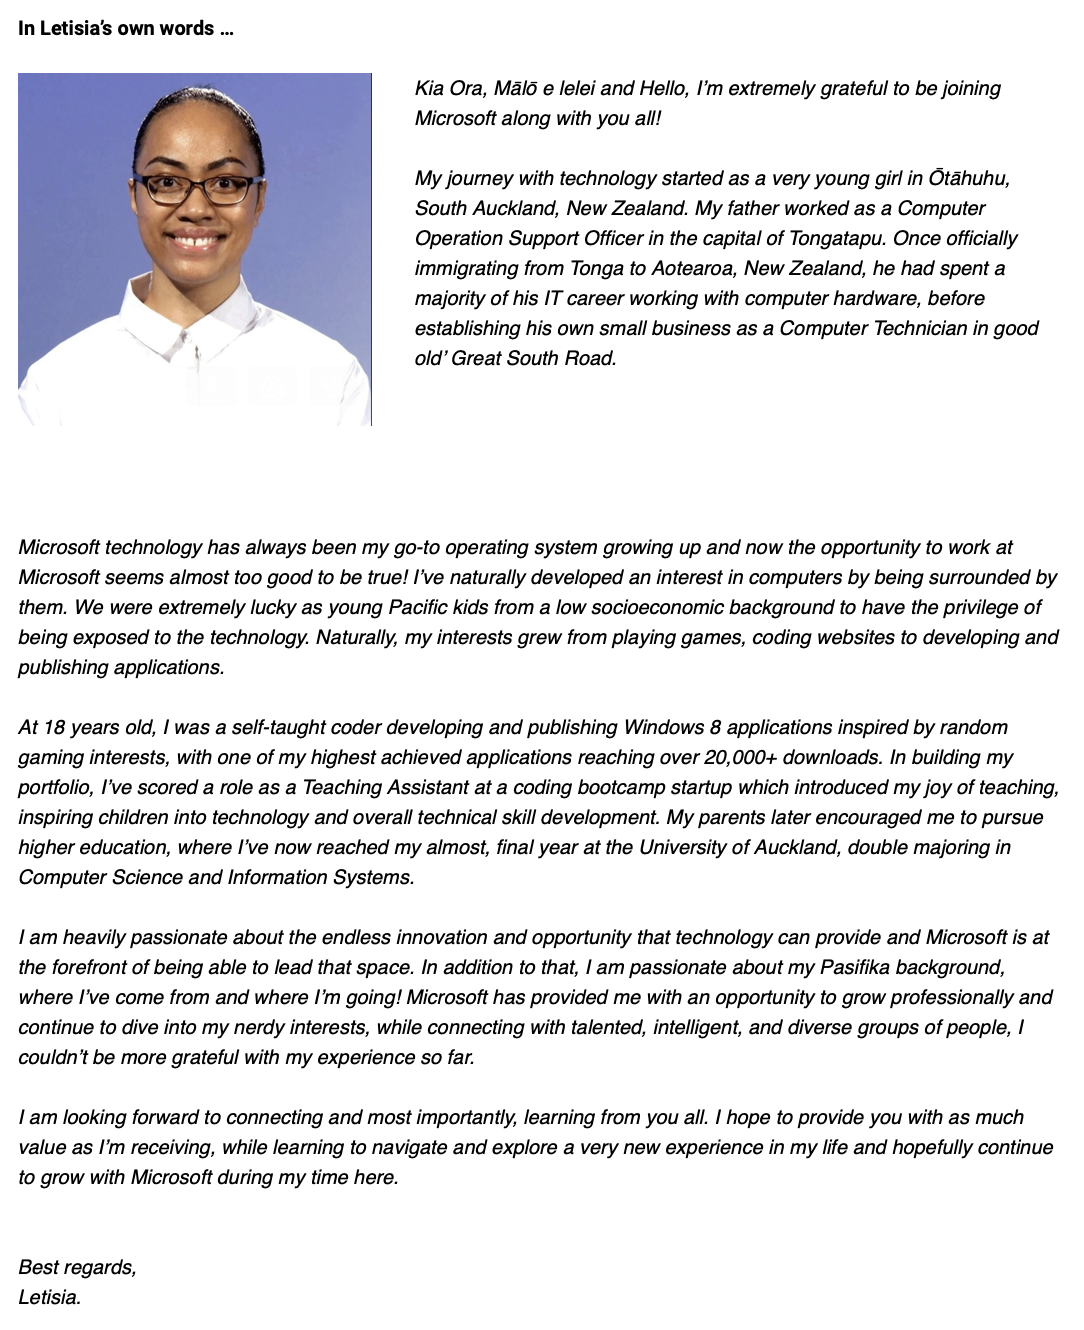 In Letisia’s own words …
Kia Ora, Mālō e lelei and Hello, I’m extremely grateful to be joining
Microsoft along with you all!
My journey with technology started as a very young girl in Ōtāhuhu,
South Auckland, New Zealand. My father worked as a Computer
Operation Support Officer in the capital of Tongatapu. Once officially
immigrating from Tonga to Aotearoa, New Zealand, he had spent a
majority of his IT career working with computer hardware, before
establishing his own small business as a Computer Technician in good
old’ Great South Road.
Microsoft technology has always been my go-to operating system growing up and now the opportunity to work at
Microsoft seems almost too good to be true! I’ve naturally developed an interest in computers by being surrounded by
them. We were extremely lucky as young Pacific kids from a low socioeconomic background to have the privilege of
being exposed to the technology. Naturally, my interests grew from playing games, coding websites to developing and
publishing applications.
At 18 years old, I was a self-taught coder developing and publishing Windows 8 applications inspired by random
gaming interests, with one of my highest achieved applications reaching over 20,000+ downloads. In building my
portfolio, I’ve scored a role as a Teaching Assistant at a coding bootcamp startup which introduced my joy of teaching,
inspiring children into technology and overall technical skill development. My parents later encouraged me to pursue
higher education, where I’ve now reached my almost, final year at the University of Auckland, double majoring in
Computer Science and Information Systems.
I am heavily passionate about the endless innovation and opportunity that technology can provide and Microsoft is at
the forefront of being able to lead that space. In addition to that, I am passionate about my Pasifika background,
where I’ve come from and where I’m going! Microsoft has provided me with an opportunity to grow professionally and
continue to dive into my nerdy interests, while connecting with talented, intelligent, and diverse groups of people, I
couldn’t be more grateful with my experience so far.
I am looking forward to connecting and most importantly, learning from you all. I hope to provide you with as much
value as I’m receiving, while learning to navigate and explore a very new experience in my life and hopefully continue
to grow with Microsoft during my time here.
Best regards,
Letisia.